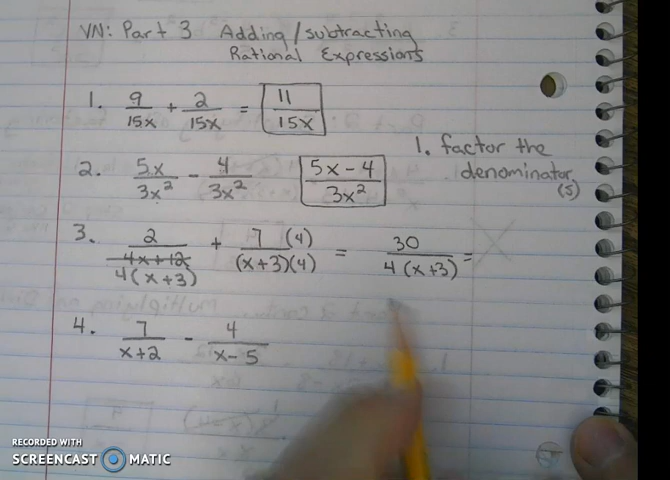 VN: Part 3 Adding/subtracting
Rational Expressions
1. 9/15x + 2/15x = 11/15x
1. factor the
denominator(s)
2. 5x/3x² - 4/3x² 5x-4/3x²
3. 2/4x+12 + 7(4)/(x+3)(4) = 30/4(x+3) =
4(x+3)
4. 7/x+2 - 4/x-5
RECORDED WITH
SCREENCAST MATIC